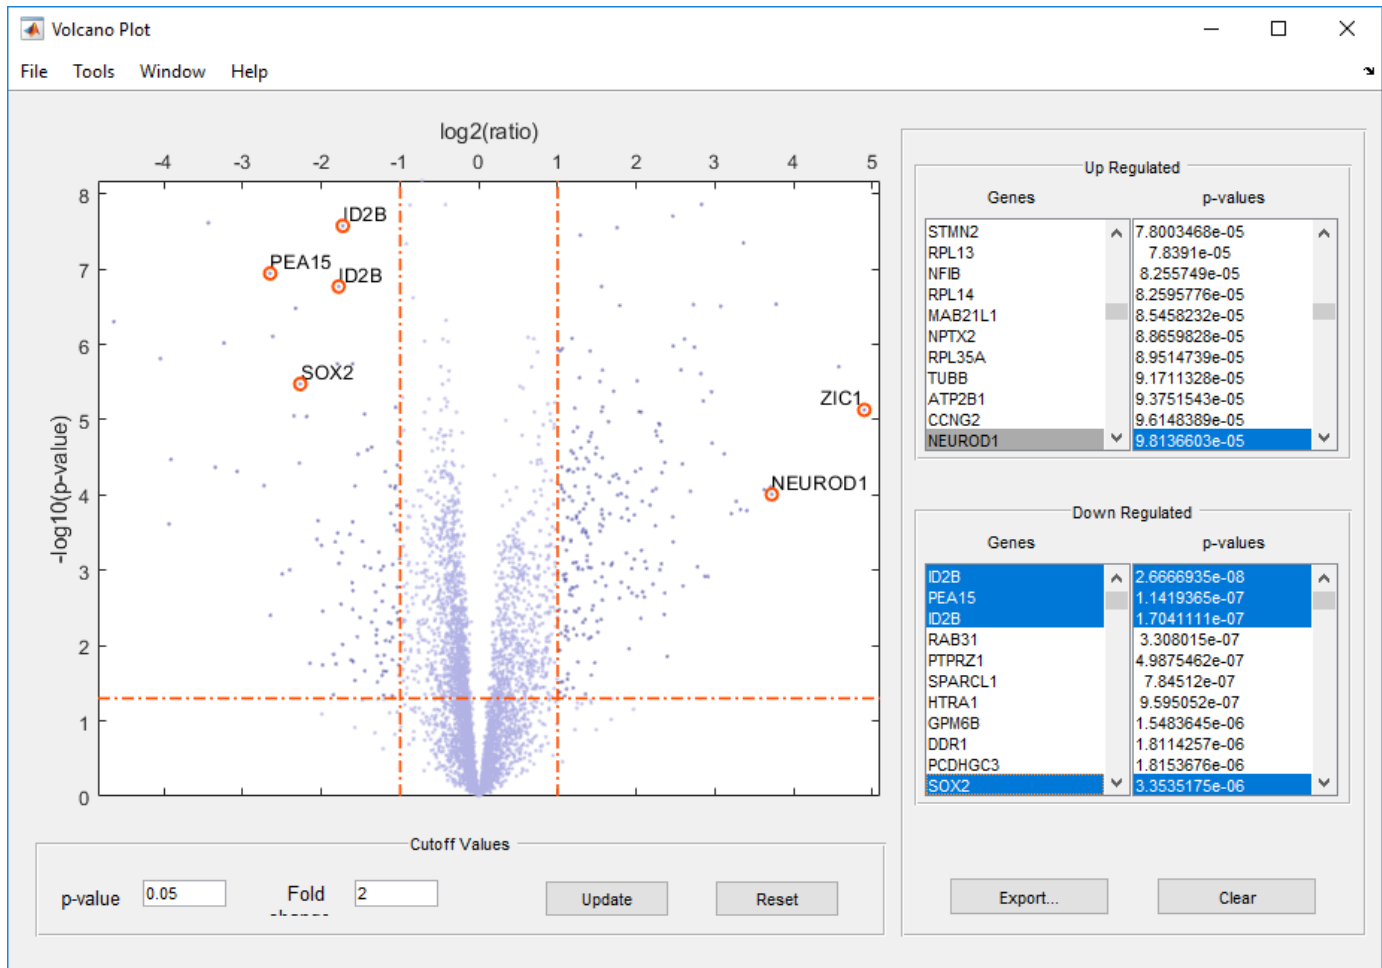 Volcano Plot
File Tools Window Help
log2(ratio)
-4 -3 -2 -1 0 1 2 3 4 5
8
7
6
5
4
3
2
1
0
-log10(p-value)
ID2B
PEA15
ID2B
SOX2
ZIC1
NEUROD1
Up Regulated
Genes p-values
STMN2 7.8003468e-05
RPL13 7.8391e-05
NFIB 8.255749e-05
RPL14 8.2595776e-05
MAB21L1 8.5458232e-05
NPTX2 8.8659828e-05
RPL35A 8.9514739e-05
TUBB 9.1711328e-05
ATP2B1 9.3751543e-05
CCNG2 9.6148389e-05
NEUROD1 9.8136603e-05
Down Regulated
Genes p-values
ID2B 2.6666935e-08
PEA15 1.1419365e-07
ID2B 1.7041111e-07
RAB31 3.308015e-07
PTPRZ1 4.9875462e-07
SPARCL1 7.84512e-07
HTRA1 9.595052e-07
GPM6B 1.5483645e-06
DDR1 1.8114257e-06
PCDHGC3 1.8153676e-06
SOX2 3.3535175e-06
Cutoff Values
p-value 0.05 Fold 2 Update Reset
Export... Clear